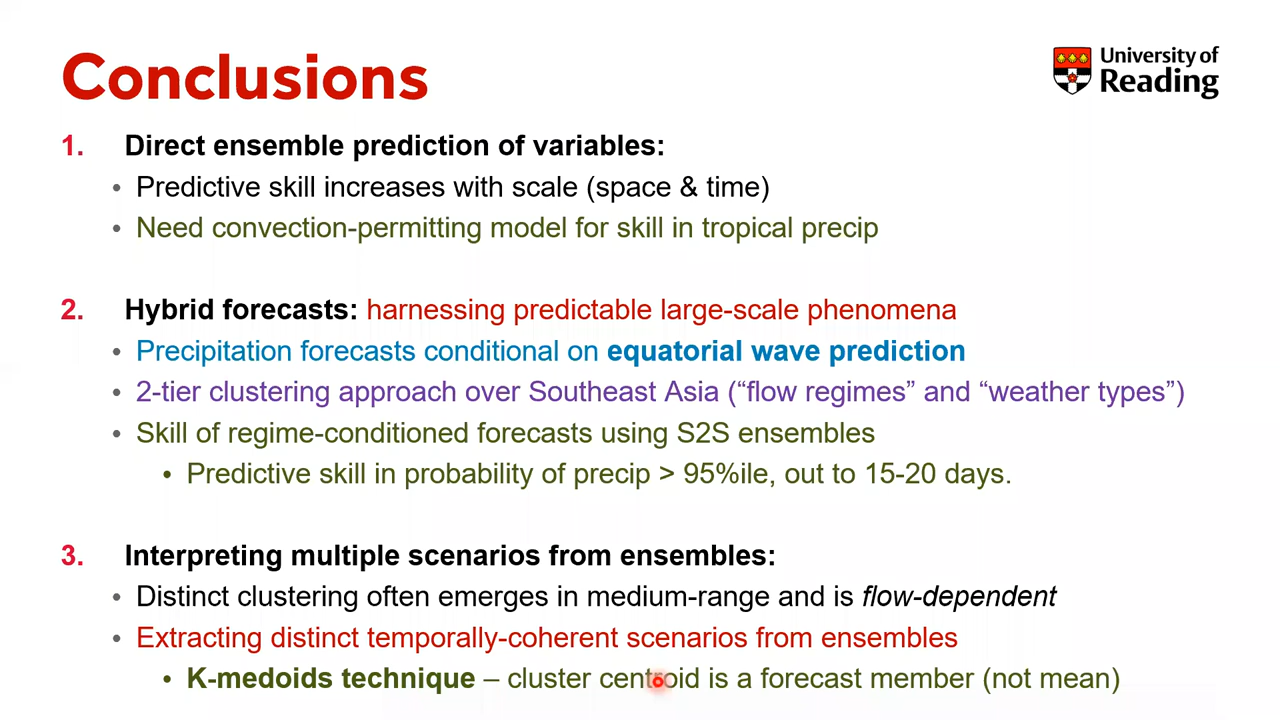 Conclusions
University of
Reading
1. Direct ensemble prediction of variables:
• Predictive skill increases with scale (space & time)
• Need convection-permitting model for skill in tropical precip
2. Hybrid forecasts: harnessing predictable large-scale phenomena
• Precipitation forecasts conditional on equatorial wave prediction
• 2-tier clustering approach over Southeast Asia (“flow regimes” and “weather types”)
• Skill of regime-conditioned forecasts using S2S ensembles
• Predictive skill in probability of precip > 95%ile, out to 15-20 days.
3. Interpreting multiple scenarios from ensembles:
• Distinct clustering often emerges in medium-range and is flow-dependent
• Extracting distinct temporally-coherent scenarios from ensembles
• K-medoids technique – cluster centroid is a forecast member (not mean)